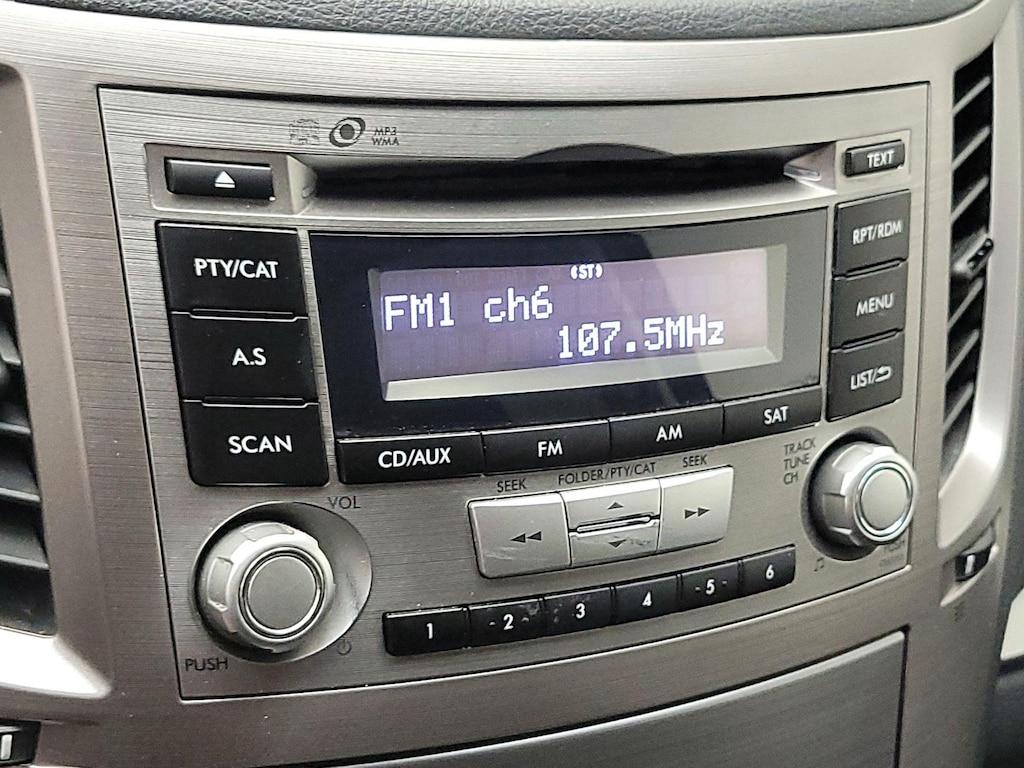 MP3
WMA
TEXT
PTY/CAT
RPT/RDM
(ST)
FM1 ch6
107.5MHz
MENU
A.S
LIST/
SCAN
CD/AUX
FM
AM
SAT
TRACK
TUNE
CH
SEEK
FOLDER/PTY/CAT
SEEK
VOL
1
2
3
4
5
6
PUSH